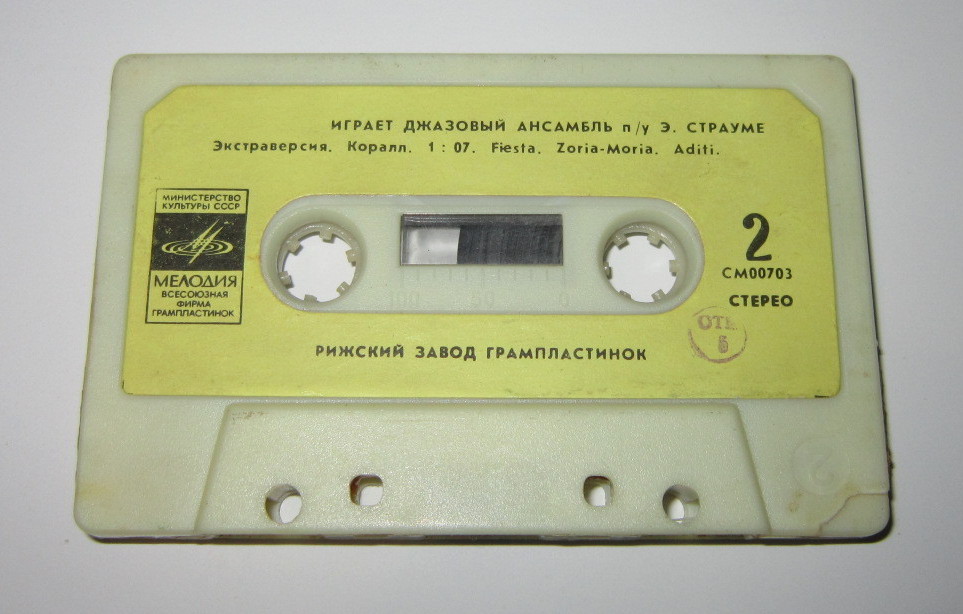 ИГРАЕТ ДЖАЗОВЫЙ АНСАМБЛЬ п/у Э. СТРАУМЕ
Экстраверсия. Коралл. 1 : 07. Fiesta. Zoria-Moria. Aditi.
МИНИСТЕРСТВО
КУЛЬТУРЫ СССР
МЕЛОДИЯ
ВСЕСОЮЗНАЯ
ФИРМА
ГРАМПЛАСТИНОК
2
СМ00703
СТЕРЕО
100 50 0
ОТК
5
РИЖСКИЙ ЗАВОД ГРАМПЛАСТИНОК
2